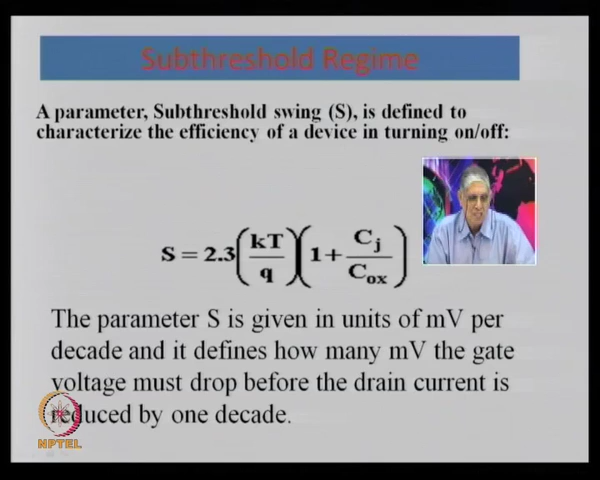 Subthreshold Regime
A parameter, Subthreshold swing (S), is defined to
characterize the efficiency of a device in turning on/off:
S = 2.3(kT/q)(1+C_j/C_ox)
The parameter S is given in units of mV per
decade and it defines how many mV the gate
voltage must drop before the drain current is
reduced by one decade.
NPTEL